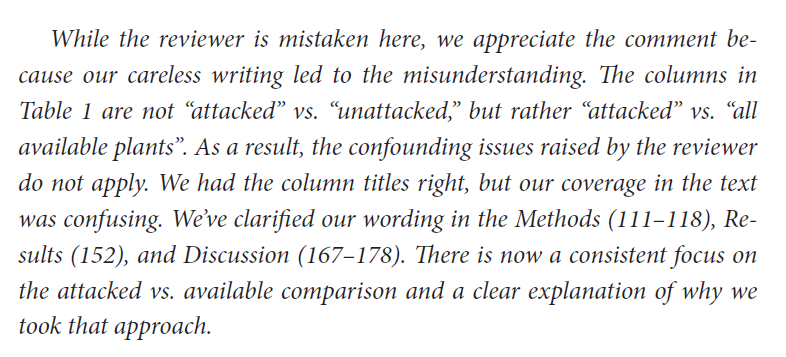 While the reviewer is mistaken here, we appreciate the comment be-
cause our careless writing led to the misunderstanding. The columns in
Table 1 are not “attacked” vs. “unattacked,” but rather “attacked” vs. “all
available plants”. As a result, the confounding issues raised by the reviewer
do not apply. We had the column titles right, but our coverage in the text
was confusing. We’ve clarified our wording in the Methods (111–118), Re-
sults (152), and Discussion (167–178). There is now a consistent focus on
the attacked vs. available comparison and a clear explanation of why we
took that approach.